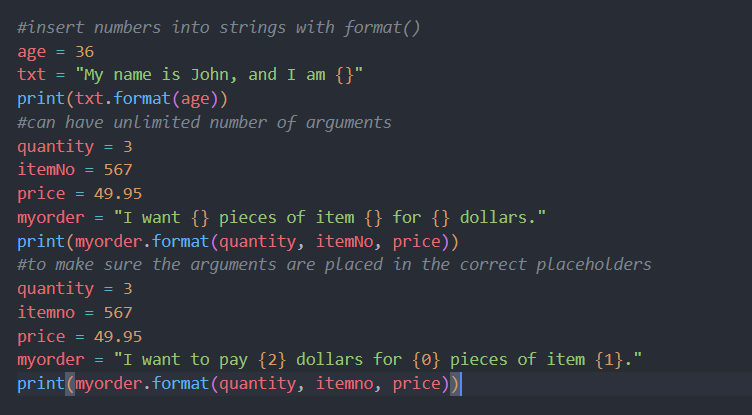 #insert numbers into strings with format()
age = 36
txt = "My name is John, and I am {}"
print(txt.format(age))
#can have unlimited number of arguments
quantity = 3
itemNo = 567
price = 49.95
myorder = "I want {} pieces of item {} for {} dollars."
print(myorder.format(quantity, itemNo, price))
#to make sure the arguments are placed in the correct placeholders
quantity = 3
itemno = 567
price = 49.95
myorder = "I want to pay {2} dollars for {0} pieces of item {1}."
print(myorder.format(quantity, itemno, price))